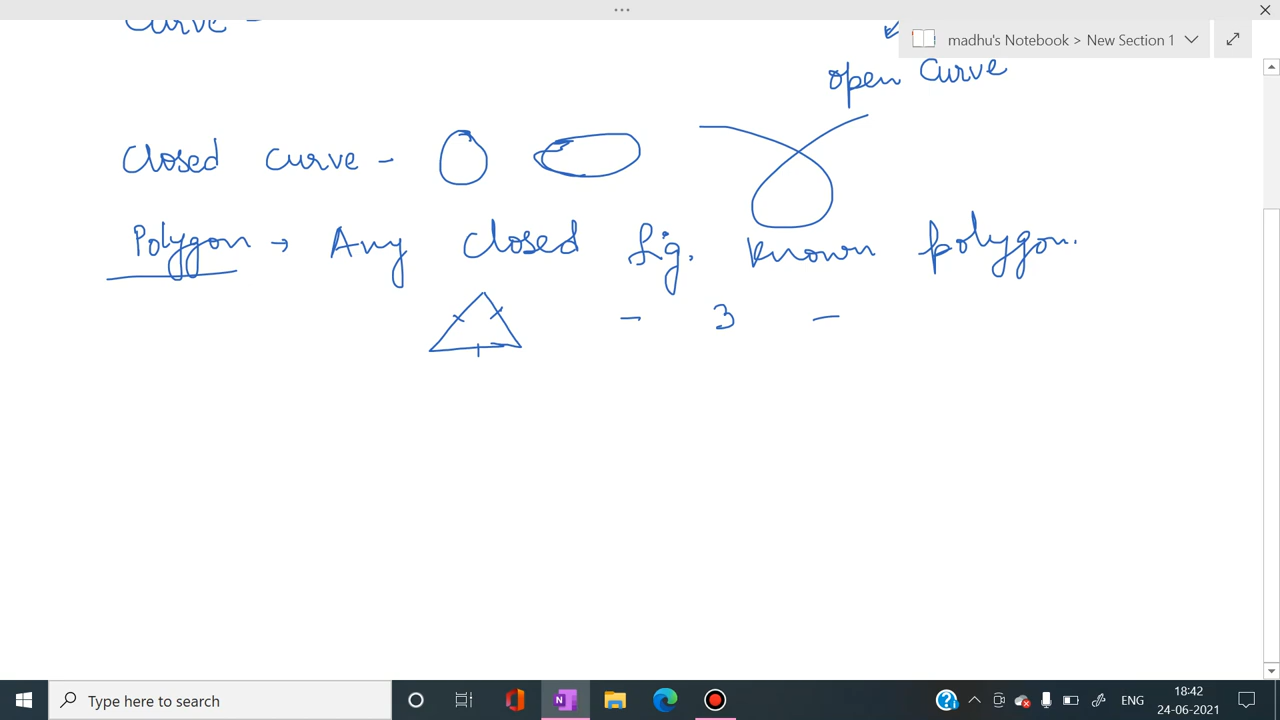 Curve -
madhu's Notebook > New Section 1
open Curve
Closed Curve -
Polygon → Any Closed fig. known polygon.
- 3 -
Type here to search
ENG
18:42
24-06-2021